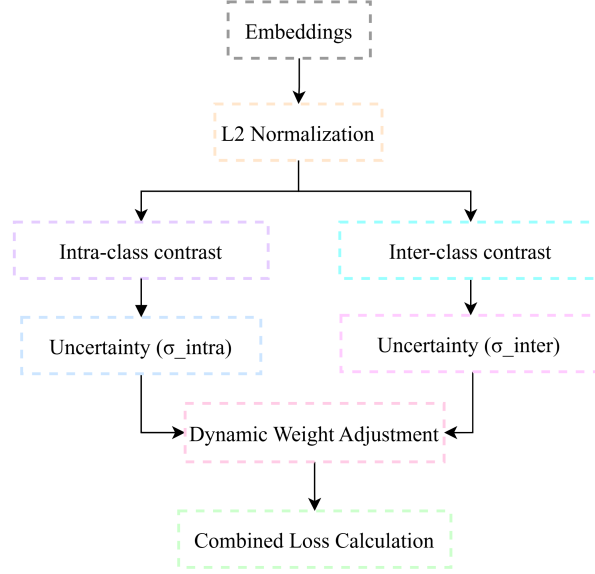 Embeddings
L2 Normalization
Intra-class contrast
Inter-class contrast
Uncertainty (σ_intra)
Uncertainty (σ_inter)
Dynamic Weight Adjustment
Combined Loss Calculation